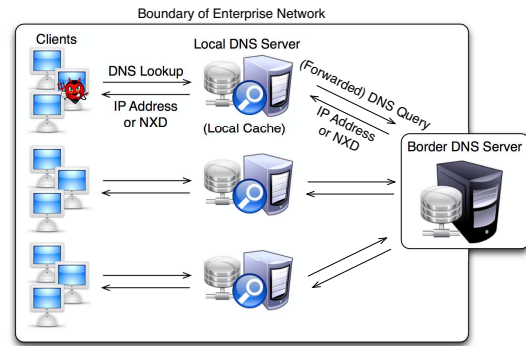 Boundary of Enterprise Network
Clients
Local DNS Server
DNS Lookup
IP Address
or NXD
(Local Cache)
(Forwarded) DNS Query
IP Address
or NXD
Border DNS Server